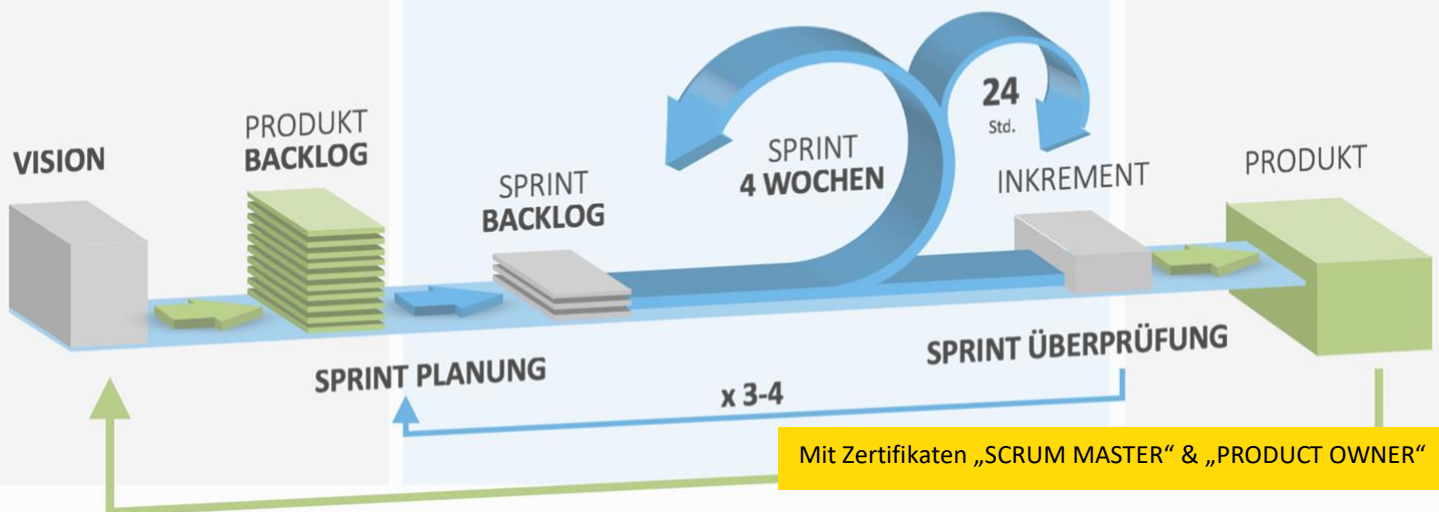 VISION
PRODUKT
BACKLOG
SPRINT
BACKLOG
SPRINT
4 WOCHEN
24
Std.
INKREMENT
PRODUKT
SPRINT PLANUNG
SPRINT ÜBERPRÜFUNG
x 3-4
Mit Zertifikaten „SCRUM MASTER“ & „PRODUCT OWNER“